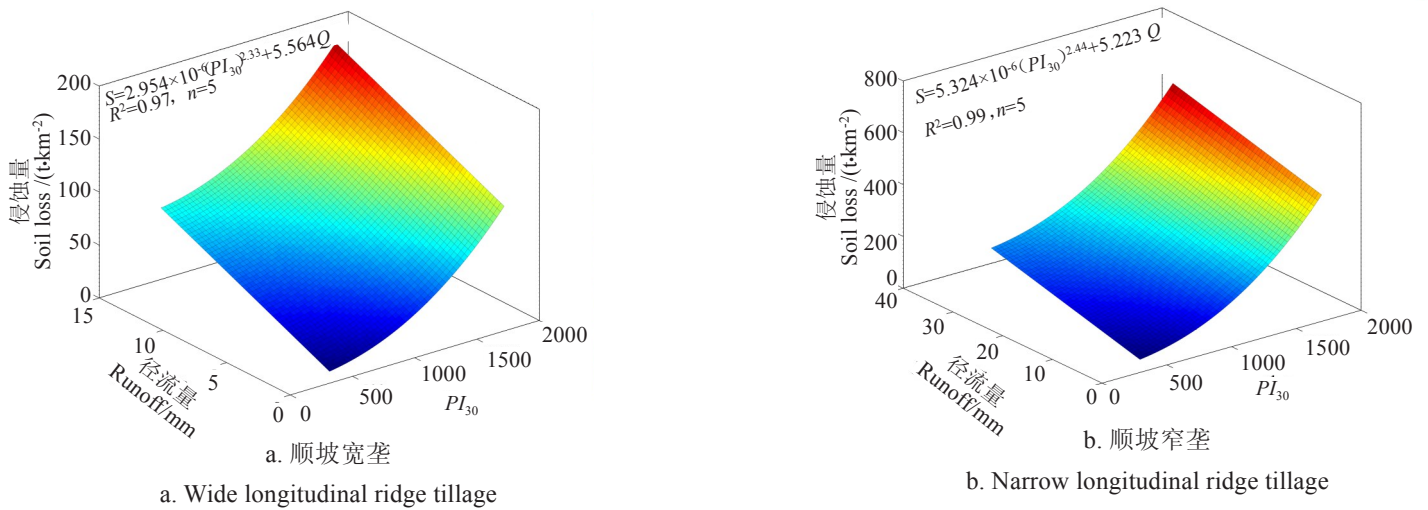 S=2.954×10⁻⁶(PI₃₀)²·³³+5.564Q
R²=0.97, n=5
200
150
100
50
0
侵蚀量
Soil loss /(t•km⁻²)
15
10
5
0
径流量
Runoff/mm
0
500
1000
1500
2000
PI₃₀
a. 顺坡宽垄
a. Wide longitudinal ridge tillage
S=5.324×10⁻⁶(PI₃₀)²·⁴⁴+5.223 Q
R²=0.99 ,n=5
800
600
400
200
0
侵蚀量
Soil loss /(t•km⁻²)
40
30
20
10
0
径流量
Runoff/mm
0
500
1000
1500
2000
PI₃₀
b. 顺坡窄垄
b. Narrow longitudinal ridge tillage